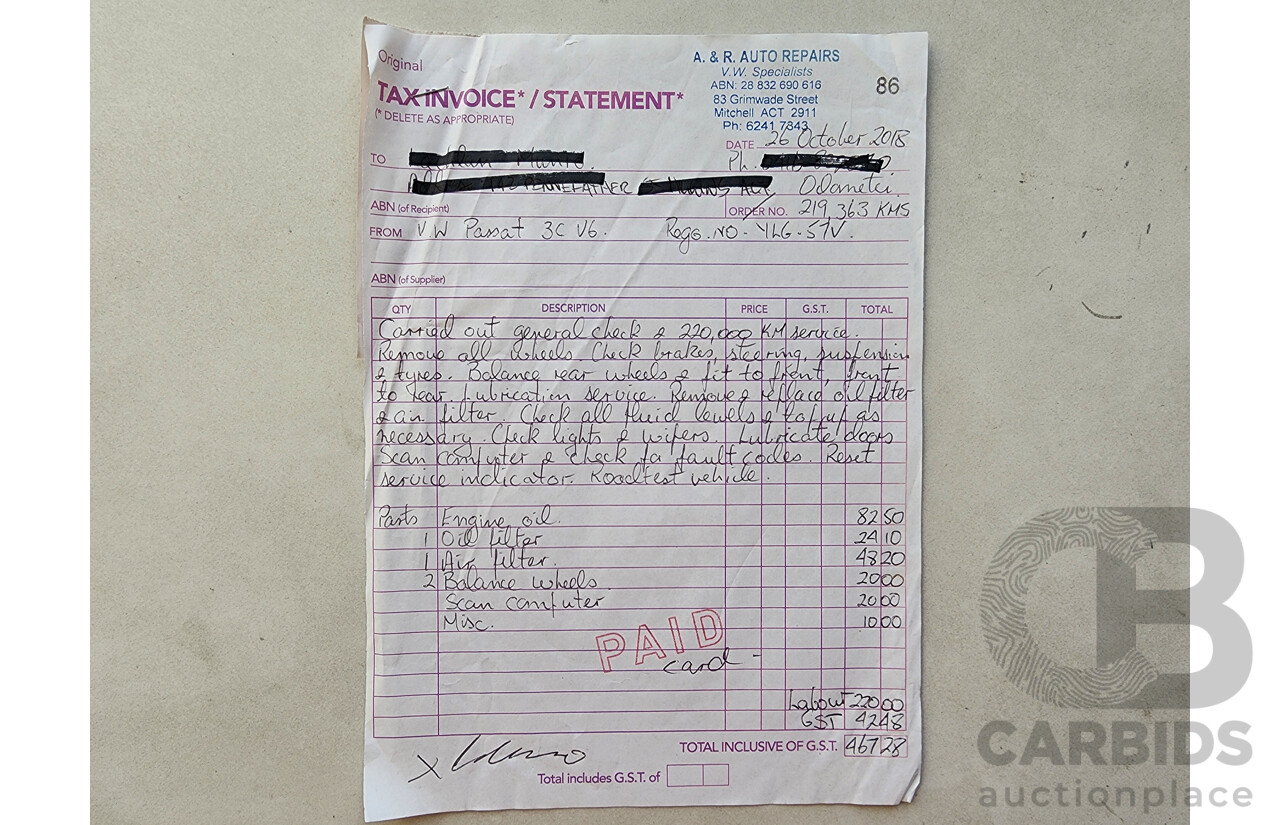 Original
A. & R. AUTO REPAIRS
V.W. Specialists
ABN: 28 832 690 616
83 Grimwade Street
Mitchell ACT 2911
Ph: 6241 7843
86
TAX INVOICE* / STATEMENT*
(* DELETE AS APPROPRIATE)
DATE 26 October 2018
TO Ph.
Odometer
ABN (of Recipient) ORDER NO. 219,363 KMS
FROM VW Passat 3C V6. Rego. NO - YLG-57V.
ABN (of Supplier)
QTY DESCRIPTION PRICE G.S.T. TOTAL
Carried out general check & 220,000 KM service.
Remove all wheels. Check brakes, steering, suspension
& tyres. Balance rear wheels & fit to front, front
to rear. Lubrication service. Remove & replace oil filter
& air filter. Check all fluid levels & top up as
necessary. Check lights & wipers. Lubricate doors
Scan computer & check for fault codes. Reset
service indicator. Roadtest vehicle.
Parts Engine oil. 82 50
1 Oil filter 24 10
1 Air filter. 48 20
2 Balance wheels 20 00
Scan computer 20 00
Misc. 10 00
PAID
card -
Labour 220 00
GST 42 48
TOTAL INCLUSIVE OF G.S.T. 467 28
Total includes G.S.T. of
CARBIDS
auctionplace